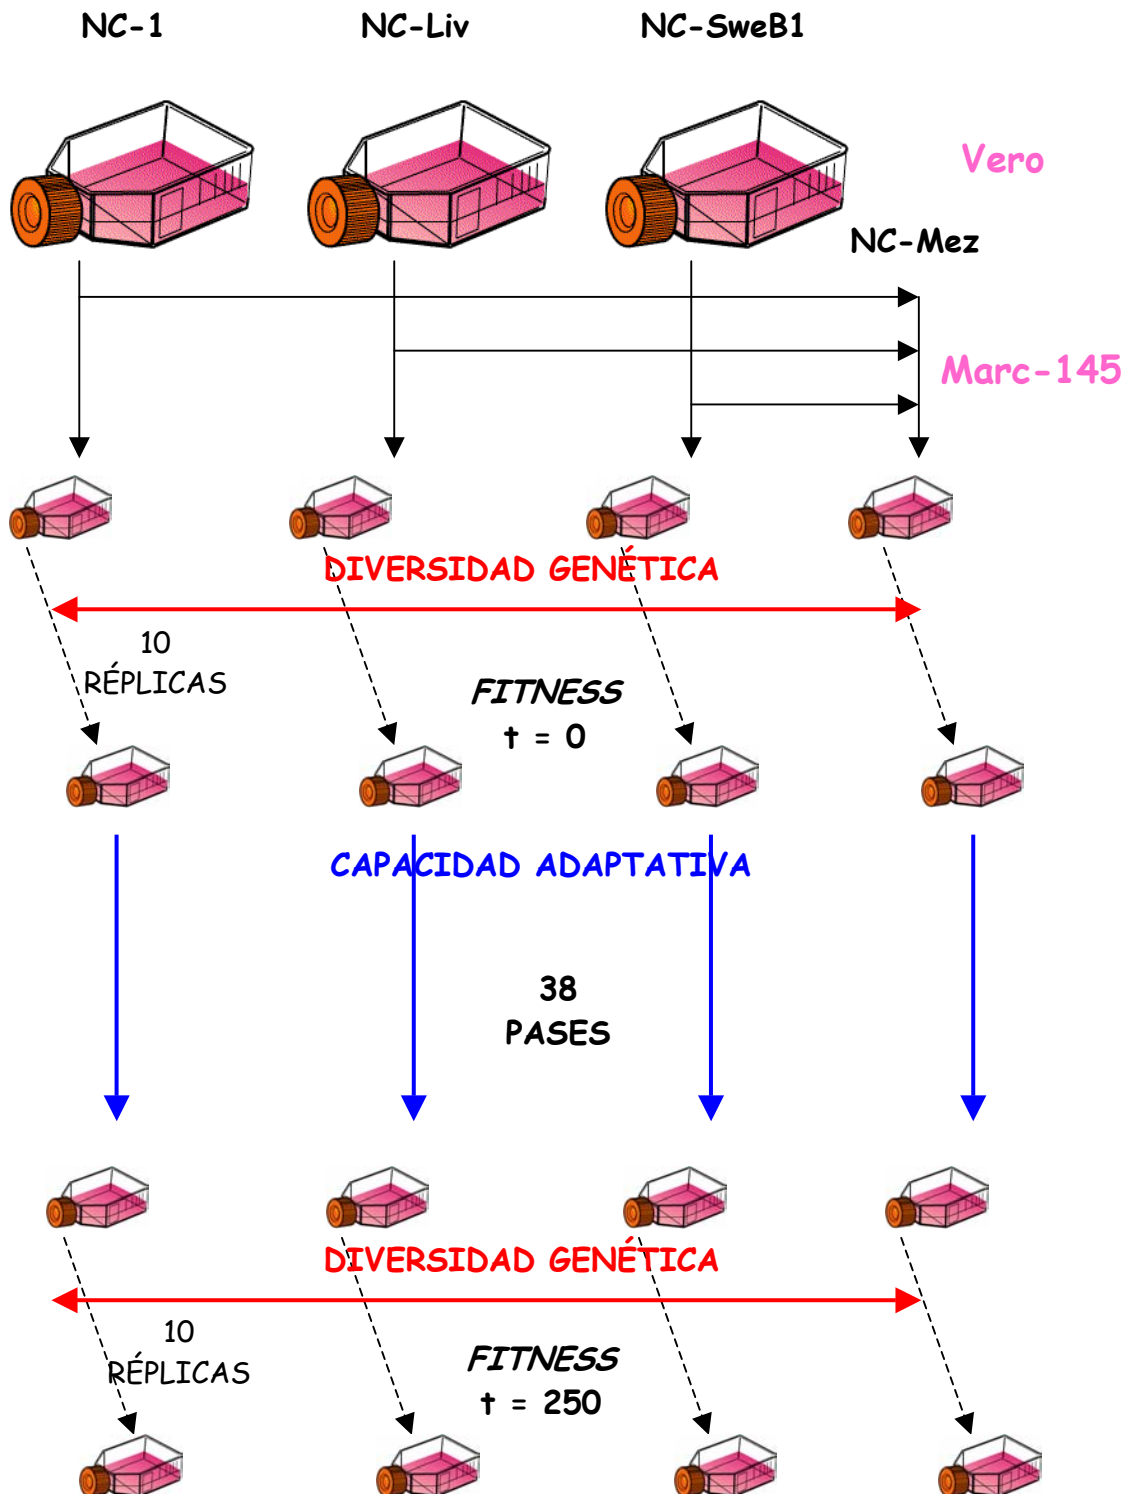 NC-1 NC-Liv NC-SweB1
Vero
NC-Mez
Marc-145
DIVERSIDAD GENÉTICA
10
RÉPLICAS
FITNESS
t = 0
CAPACIDAD ADAPTATIVA
38
PASES
DIVERSIDAD GENÉTICA
10
RÉPLICAS
FITNESS
t = 250